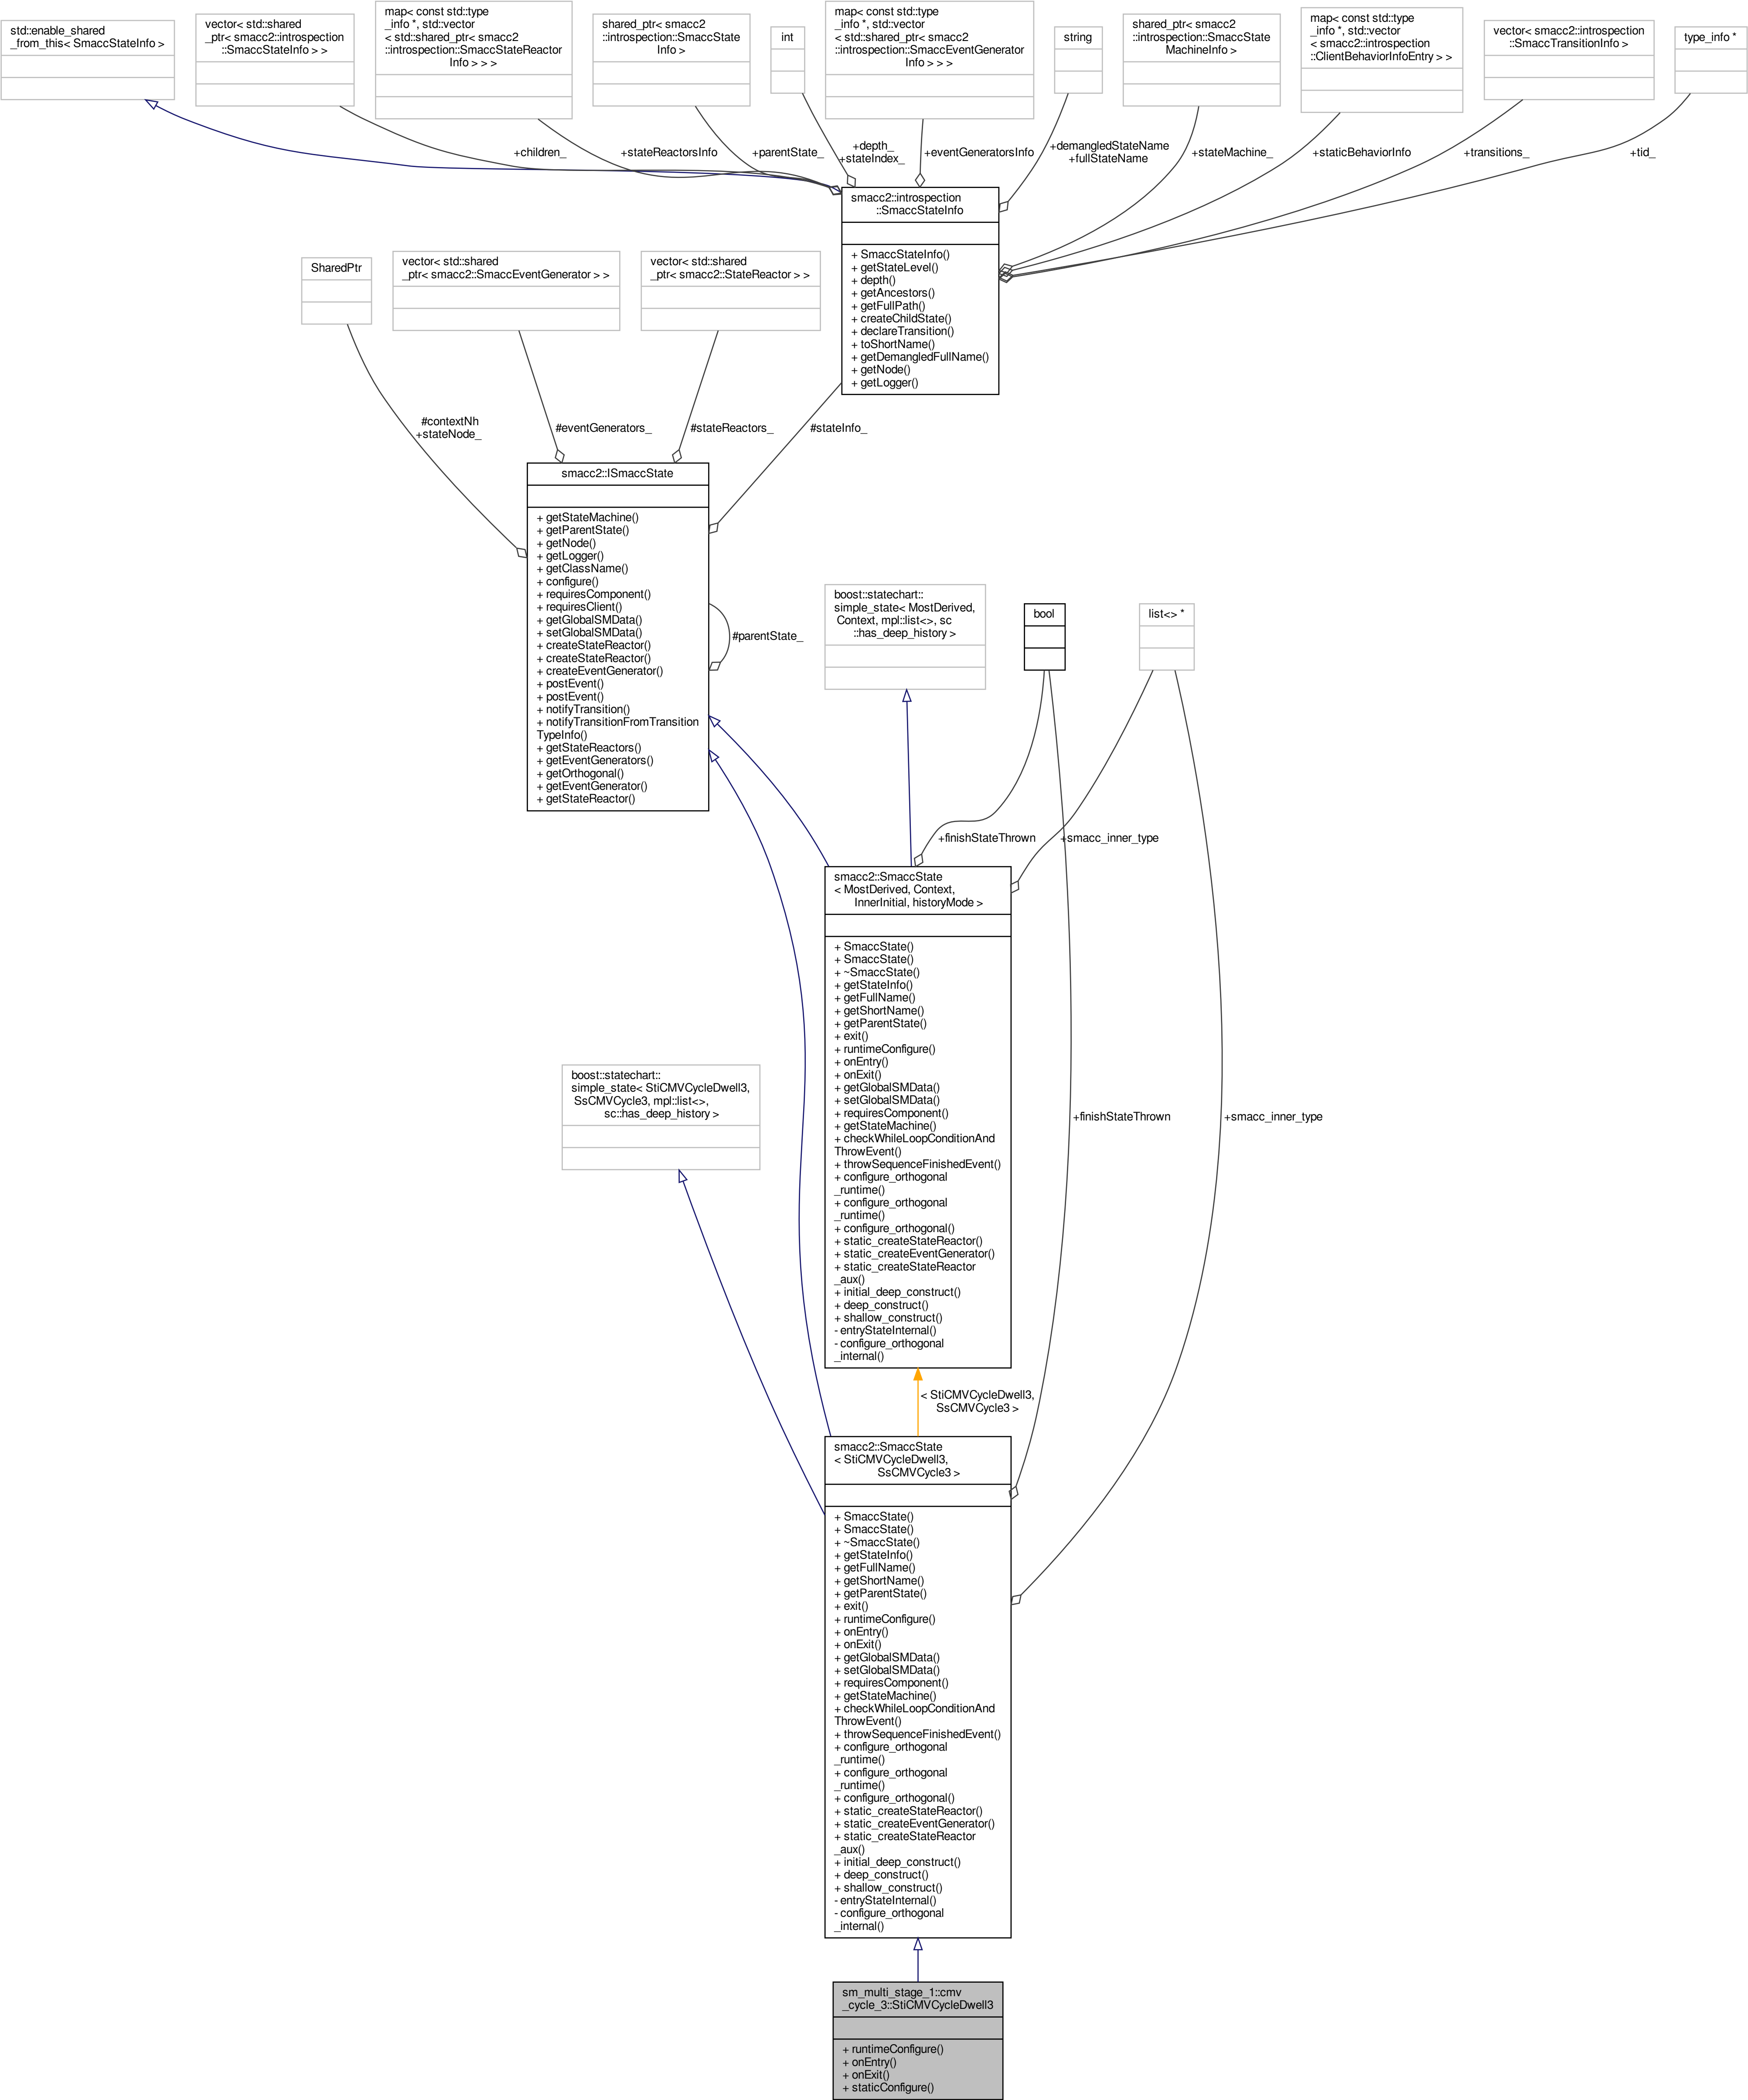 std::enable_shared
_from_this< SmaccStateInfo >
vector< std::shared
_ptr< smacc2::introspection
::SmaccStateInfo > >
map< const std::type
_info *, std::vector
< std::shared_ptr< smacc2
::introspection::SmaccStateReactor
Info > > >
shared_ptr< smacc2
::introspection::SmaccState
Info >
int
map< const std::type
_info *, std::vector
< std::shared_ptr< smacc2
::introspection::SmaccEventGenerator
Info > > >
string
shared_ptr< smacc2
::introspection::SmaccState
MachineInfo >
map< const std::type
_info *, std::vector
< smacc2::introspection
::ClientBehaviorInfoEntry > >
vector< smacc2::introspection
::SmaccTransitionInfo >
type_info *
+children_
+stateReactorsInfo
+parentState_
+depth_
+stateIndex_
+eventGeneratorsInfo
+demangledStateName
+fullStateName
+stateMachine_
+staticBehaviorInfo
+transitions_
+tid_
smacc2::introspection
::SmaccStateInfo
+ SmaccStateInfo()
+ getStateLevel()
+ depth()
+ getAncestors()
+ getFullPath()
+ createChildState()
+ declareTransition()
+ toShortName()
+ getDemangledFullName()
+ getNode()
+ getLogger()
SharedPtr
vector< std::shared
_ptr< smacc2::SmaccEventGenerator > >
vector< std::shared
_ptr< smacc2::StateReactor > >
#contextNh
+stateNode_
#eventGenerators_
#stateReactors_
#stateInfo_
smacc2::ISmaccState
+ getStateMachine()
+ getParentState()
+ getNode()
+ getLogger()
+ getClassName()
+ configure()
+ requiresComponent()
+ requiresClient()
+ getGlobalSMData()
+ setGlobalSMData()
+ createStateReactor()
+ createStateReactor()
+ createEventGenerator()
+ postEvent()
+ postEvent()
+ notifyTransition()
+ notifyTransitionFromTransition
TypeInfo()
+ getStateReactors()
+ getEventGenerators()
+ getOrthogonal()
+ getEventGenerator()
+ getStateReactor()
#parentState_
boost::statechart::
simple_state< MostDerived,
Context, mpl::list<>, sc
::has_deep_history >
bool
list<> *
+finishStateThrown
+smacc_inner_type
smacc2::SmaccState
< MostDerived, Context,
InnerInitial, historyMode >
+ SmaccState()
+ SmaccState()
+ ~SmaccState()
+ getStateInfo()
+ getFullName()
+ getShortName()
+ getParentState()
+ exit()
+ runtimeConfigure()
+ onEntry()
+ onExit()
+ getGlobalSMData()
+ setGlobalSMData()
+ requiresComponent()
+ getStateMachine()
+ checkWhileLoopConditionAnd
ThrowEvent()
+ throwSequenceFinishedEvent()
+ configure_orthogonal
_runtime()
+ configure_orthogonal
_runtime()
+ configure_orthogonal()
+ static_createStateReactor()
+ static_createEventGenerator()
+ static_createStateReactor
_aux()
+ initial_deep_construct()
+ deep_construct()
+ shallow_construct()
- entryStateInternal()
- configure_orthogonal
_internal()
boost::statechart::
simple_state< StiCMVCycleDwell3,
SsCMVCycle3, mpl::list<>,
sc::has_deep_history >
+finishStateThrown
+smacc_inner_type
< StiCMVCycleDwell3,
SsCMVCycle3 >
smacc2::SmaccState
< StiCMVCycleDwell3,
SsCMVCycle3 >
+ SmaccState()
+ SmaccState()
+ ~SmaccState()
+ getStateInfo()
+ getFullName()
+ getShortName()
+ getParentState()
+ exit()
+ runtimeConfigure()
+ onEntry()
+ onExit()
+ getGlobalSMData()
+ setGlobalSMData()
+ requiresComponent()
+ getStateMachine()
+ checkWhileLoopConditionAnd
ThrowEvent()
+ throwSequenceFinishedEvent()
+ configure_orthogonal
_runtime()
+ configure_orthogonal
_runtime()
+ configure_orthogonal()
+ static_createStateReactor()
+ static_createEventGenerator()
+ static_createStateReactor
_aux()
+ initial_deep_construct()
+ deep_construct()
+ shallow_construct()
- entryStateInternal()
- configure_orthogonal
_internal()
sm_multi_stage_1::cmv
_cycle_3::StiCMVCycleDwell3
+ runtimeConfigure()
+ onEntry()
+ onExit()
+ staticConfigure()